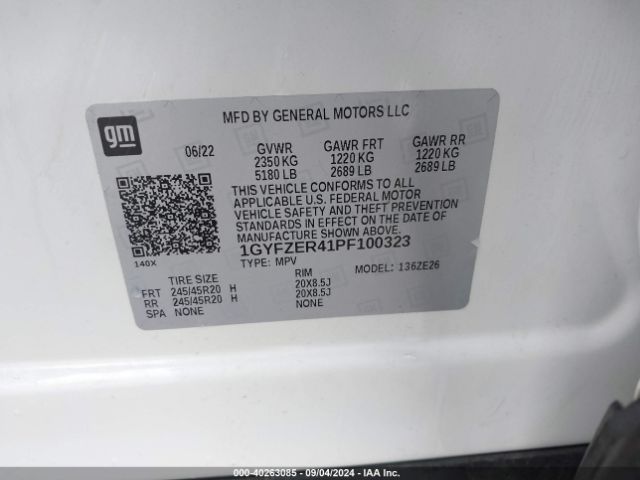 MFD BY GENERAL MOTORS LLC
gm
06/22
GVWR GAWR FRT GAWR RR
2350 KG 1220 KG 1220 KG
5180 LB 2689 LB 2689 LB
THIS VEHICLE CONFORMS TO ALL
APPLICABLE U.S. FEDERAL MOTOR
VEHICLE SAFETY AND THEFT PREVENTION
STANDARDS IN EFFECT ON THE DATE OF
MANUFACTURE SHOWN ABOVE.
1GYFZER41PF100323
140X
TYPE: MPV MODEL: 136ZE26
TIRE SIZE RIM
FRT 245/45R20 H 20X8.5J
RR 245/45R20 H 20X8.5J
SPA NONE NONE
000-40263085 - 09/04/2024 - IAA Inc.